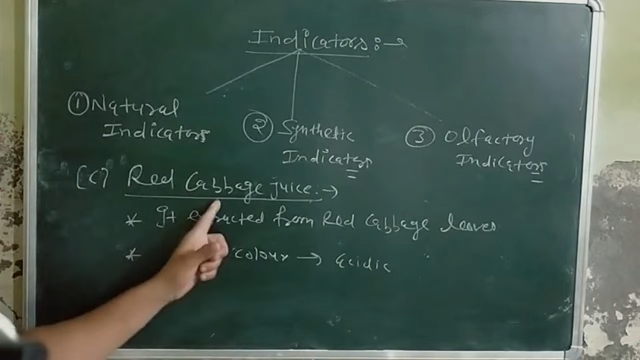 Indicators:→
① Natural Indicators
② Synthetic Indicators
③ Olfactory Indicators
[C] Red Cabbage juice. →
* It extracted from Red Cabbage leaves
* colour → acidic